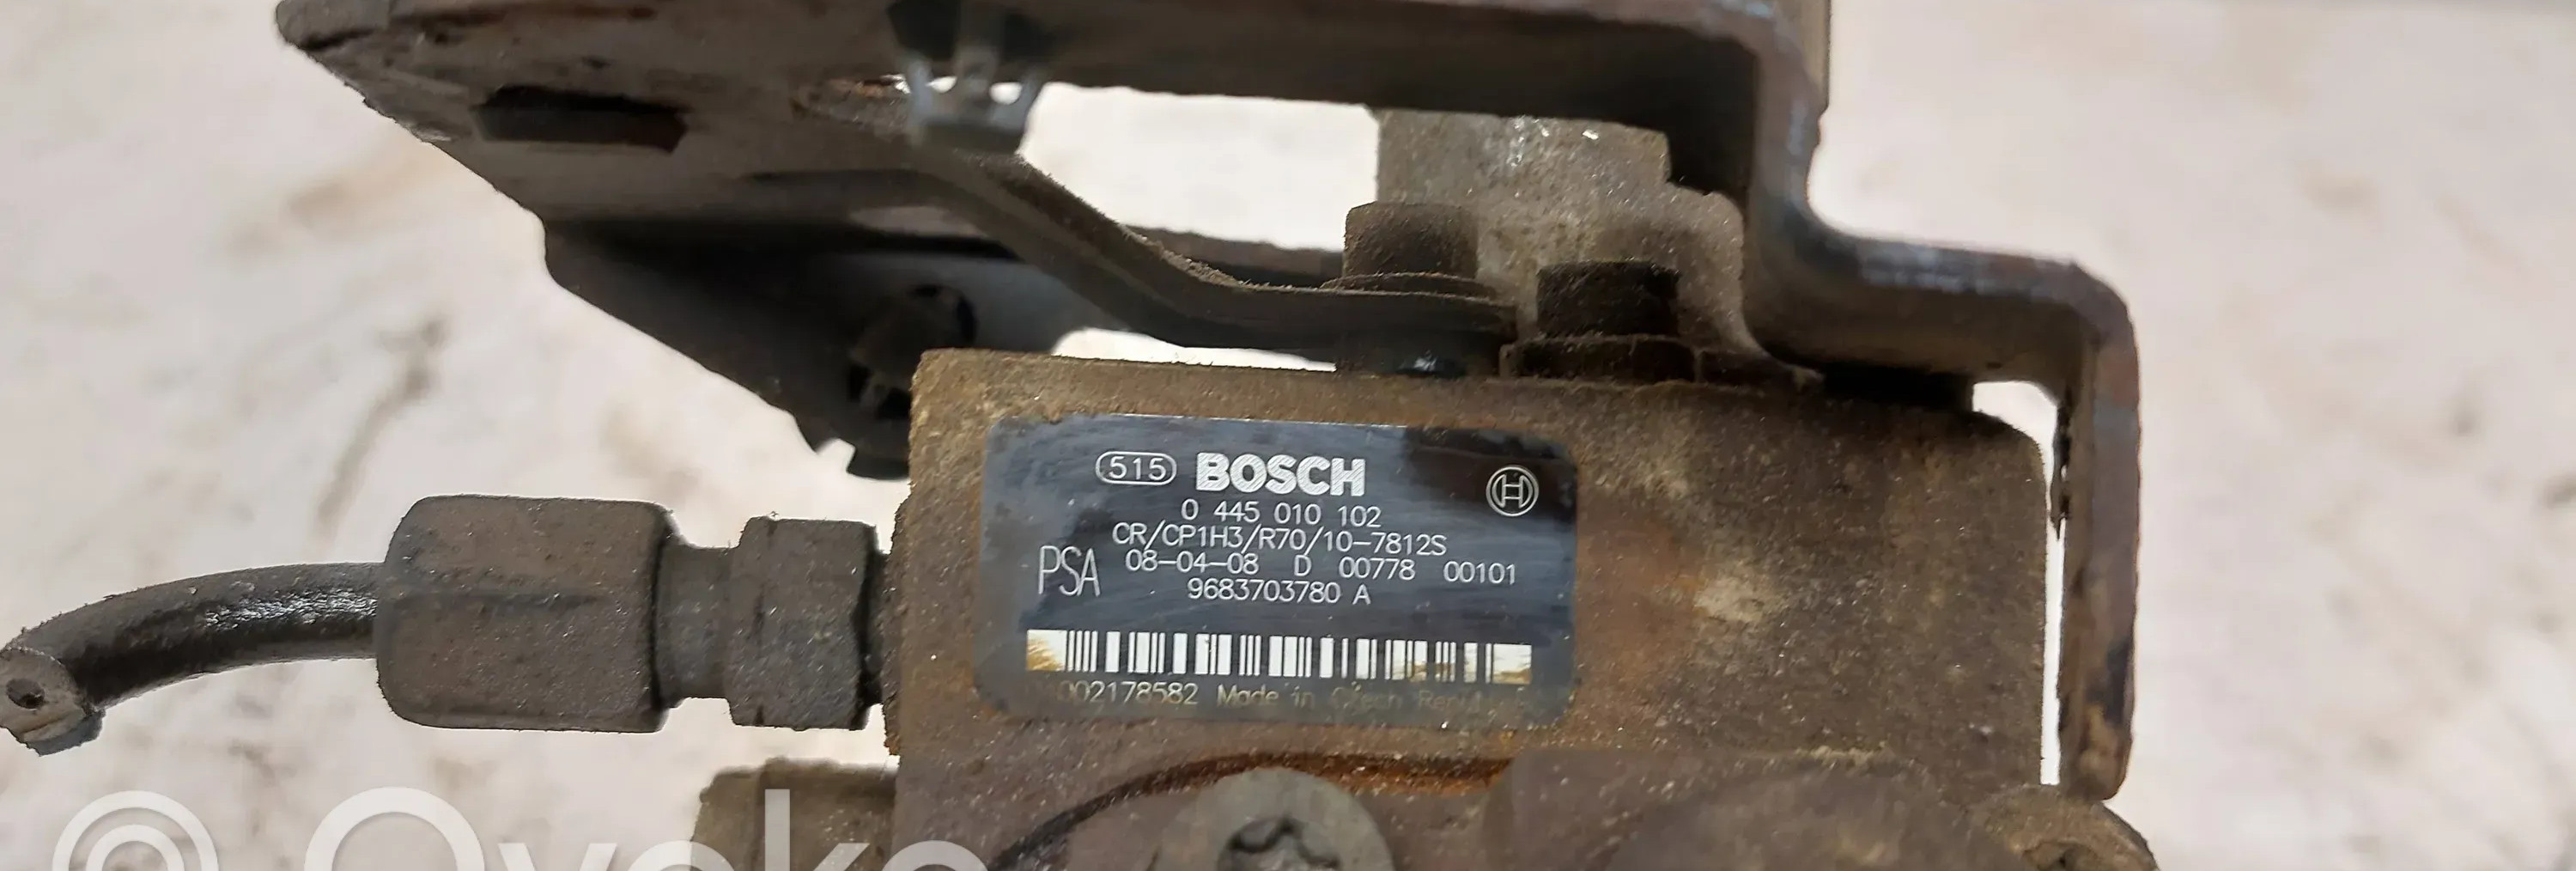 515 BOSCH
0 445 010 102
CR/CP1H3/R70/10-7812S
PSA 08-04-08 D 00778 00101
9683703780 A
002178582 Made in Czech Republic
© Ovoko